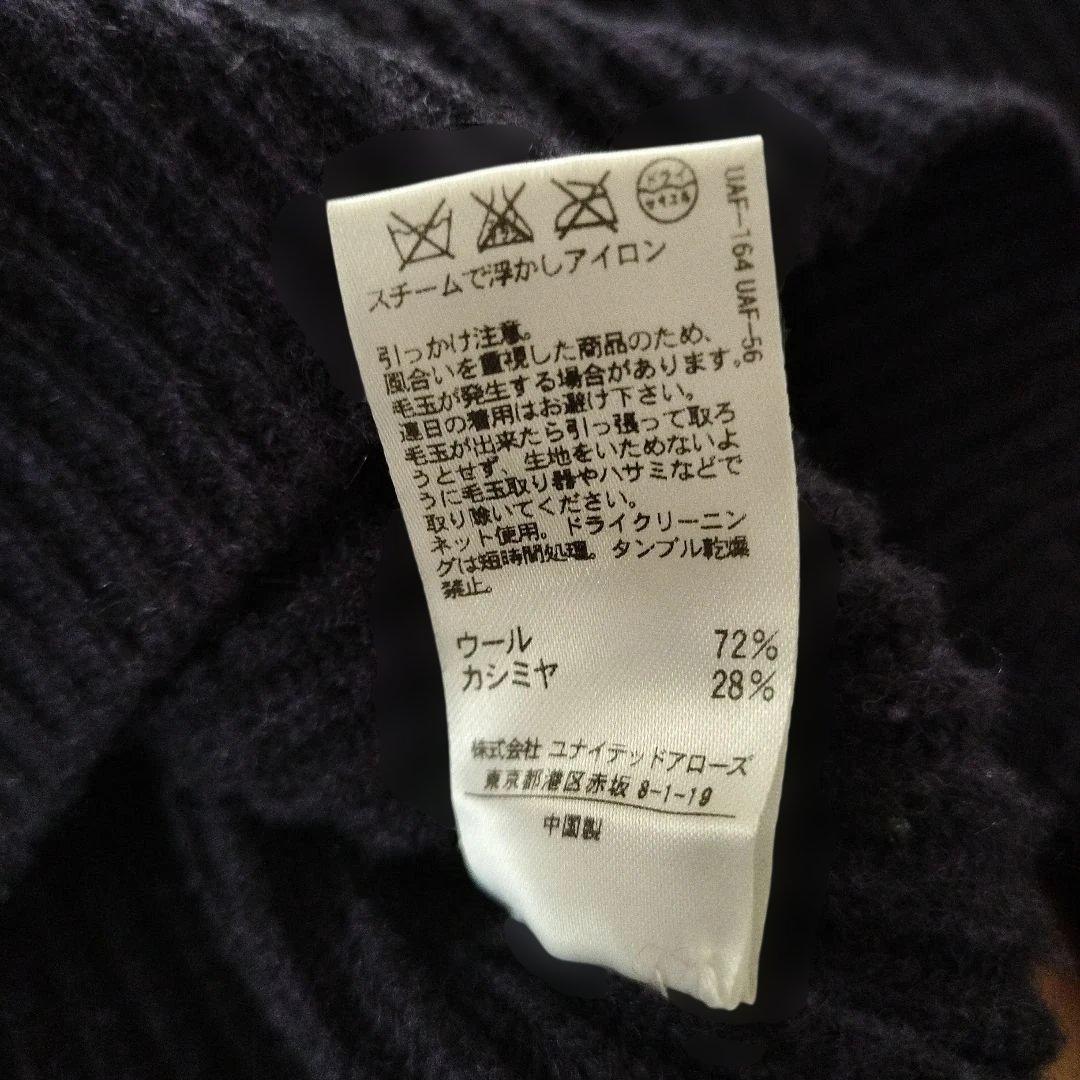 ドライ
セキユ系
スチームで浮かしアイロン
引っかけ注意。
風合いを重視した商品のため、
毛玉が発生する場合があります。
連日の着用はお避け下さい。
毛玉が出来たら引っ張って取ろ
うとせず、生地をいためないよ
うに毛玉取り器やハサミなどで
取り除いてください。
ネット使用。ドライクリーニン
グは短時間処理。タンブル乾燥
禁止。
ウール 72%
カシミヤ 28%
株式会社 ユナイテッドアローズ
東京都港区赤坂 8-1-19
中国製
UAF-164 UAF-56